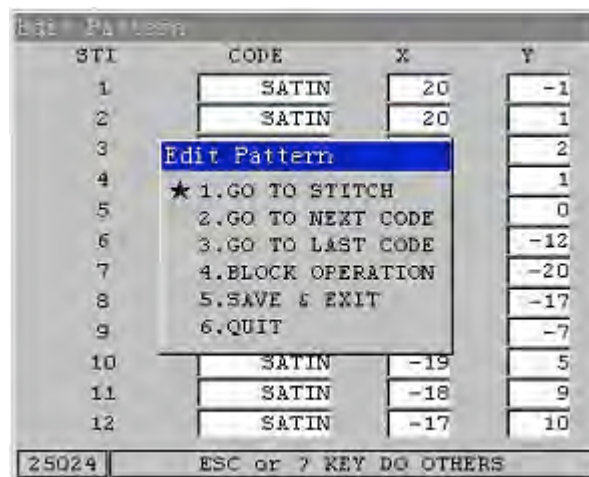 Edit Pattern
STI CODE X Y
1 SATIN 20 -1
2 SATIN 20 1
3 2
Edit Pattern
4 1
★ 1.GO TO STITCH
5 0
2.GO TO NEXT CODE
6 -12
3.GO TO LAST CODE
7 -20
4.BLOCK OPERATION
8 -17
5.SAVE & EXIT
9 -7
6.QUIT
10 SATIN -19 5
11 SATIN -18 9
12 SATIN -17 10
25024 ESC or ? KEY DO OTHERS